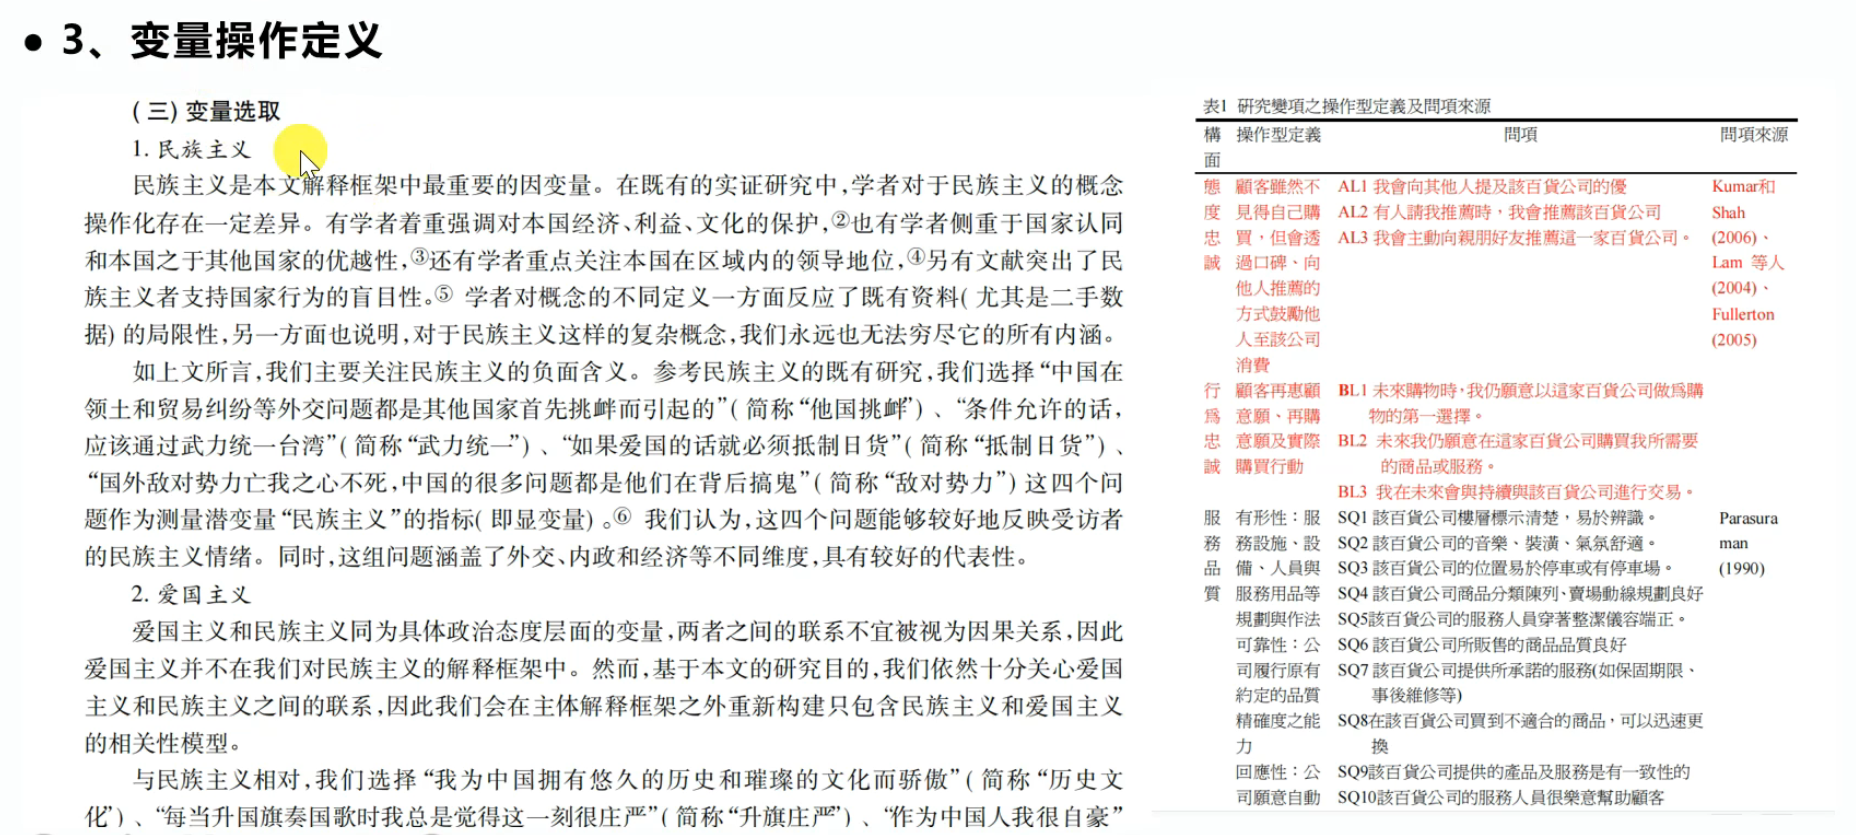 • 3、变量操作定义
(三) 变量选取
1. 民族主义
民族主义是本文解释框架中最重要的因变量。在既有的实证研究中,学者对于民族主义的概念
操作化存在一定差异。有学者着重强调对本国经济、利益、文化的保护,②也有学者侧重于国家认同
和本国之于其他国家的优越性,③还有学者重点关注本国在区域内的领导地位,④另有文献突出了民
族主义者支持国家行为的盲目性。⑤ 学者对概念的不同定义一方面反应了既有资料( 尤其是二手数
据) 的局限性,另一方面也说明,对于民族主义这样的复杂概念,我们永远也无法穷尽它的所有内涵。
如上文所言,我们主要关注民族主义的负面含义。参考民族主义的既有研究,我们选择“中国在
领土和贸易纠纷等外交问题都是其他国家首先挑衅而引起的”( 简称“他国挑衅”) 、“条件允许的话,
应该通过武力统一台湾”( 简称“武力统一”) 、“如果爱国的话就必须抵制日货”( 简称“抵制日货”) 、
“国外敌对势力亡我之心不死,中国的很多问题都是他们在背后搞鬼”( 简称“敌对势力”) 这四个问
题作为测量潜变量“民族主义”的指标( 即显变量) 。⑥ 我们认为,这四个问题能够较好地反映受访者
的民族主义情绪。同时,这组问题涵盖了外交、内政和经济等不同维度,具有较好的代表性。
2. 爱国主义
爱国主义和民族主义同为具体政治态度层面的变量,两者之间的联系不宜被视为因果关系,因此
爱国主义并不在我们对民族主义的解释框架中。然而,基于本文的研究目的,我们依然十分关心爱国
主义和民族主义之间的联系,因此我们会在主体解释框架之外重新构建只包含民族主义和爱国主义
的相关性模型。
与民族主义相对,我们选择“我为中国拥有悠久的历史和璀璨的文化而骄傲”( 简称“历史文
化”) 、“每当升国旗奏国歌时我总是觉得这一刻很庄严”( 简称“升旗庄严”) 、“作为中国人我很自豪”
表1 研究變項之操作型定義及問項來源
構 操作型定義 問項 問項來源
面
態 顧客雖然不 AL1 我會向其他人提及該百貨公司的優 Kumar和
度 見得自己購 AL2 有人請我推薦時，我會推薦該百貨公司 Shah
忠 買，但會透 AL3 我會主動向親朋好友推薦這一家百貨公司。 (2006)、
誠 過口碑、向 Lam 等人
他人推薦的 (2004)、
方式鼓勵他 Fullerton
人至該公司 (2005)
消費
行 顧客再惠顧 BL1 未來購物時，我仍願意以這家百貨公司做爲購
爲 意願、再購 物的第一選擇。
忠 意願及實際 BL2 未來我仍願意在這家百貨公司購買我所需要
誠 購買行動 的商品或服務。
BL3 我在未來會與持續與該百貨公司進行交易。
服 有形性：服 SQ1 該百貨公司樓層標示清楚，易於辨識。 Parasura
務 務設施、設 SQ2 該百貨公司的音樂、裝潢、氣氛舒適。 man
品 備、人員與 SQ3 該百貨公司的位置易於停車或有停車場。 (1990)
質 服務用品等 SQ4 該百貨公司商品分類陳列、賣場動線規劃良好
規劃與作法 SQ5該百貨公司的服務人員穿著整潔儀容端正。
可靠性：公 SQ6 該百貨公司所販售的商品品質良好
司履行原有 SQ7 該百貨公司提供所承諾的服務(如保固期限、
約定的品質 事後維修等)
精確度之能 SQ8在該百貨公司買到不適合的商品，可以迅速更
力 換
回應性：公 SQ9該百貨公司提供的產品及服務是有一致性的
司願意自動 SQ10該百貨公司的服務人員很樂意幫助顧客